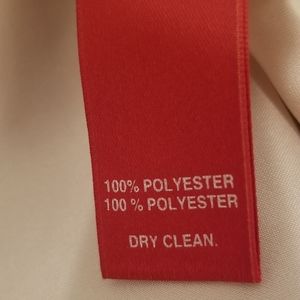 100% POLYESTER
100 % POLYESTER
DRY CLEAN.